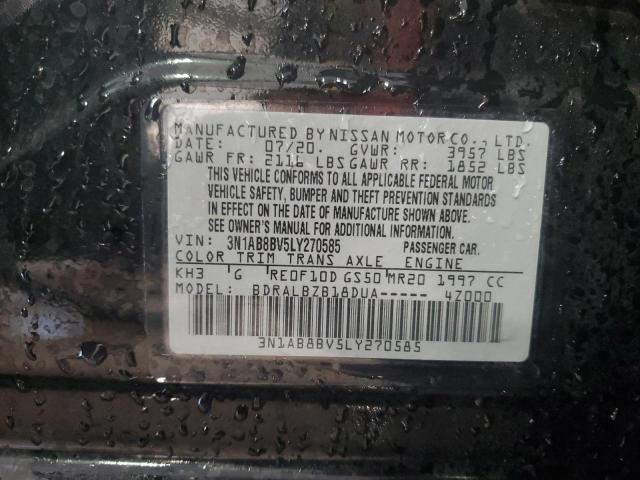 MANUFACTURED BY NISSAN MOTOR CO., LTD.
DATE: 07/20. GVWR: 3957 LBS
GAWR FR: 2116 LBS GAWR RR: 1852 LBS
THIS VEHICLE CONFORMS TO ALL APPLICABLE FEDERAL MOTOR
VEHICLE SAFETY, BUMPER AND THEFT PREVENTION STANDARDS
IN EFFECT ON THE DATE OF MANUFACTURE SHOWN ABOVE.
SEE OWNER'S MANUAL FOR ADDITIONAL INFORMATION.
VIN: 3N1AB8BV5LY270585 PASSENGER CAR.
COLOR TRIM TRANS AXLE ENGINE
KH3 G RE0F10D GS50 MR20 1997 CC
MODEL: BDRALBZB18DUA----- 4Z000
3N1AB8BV5LY270585